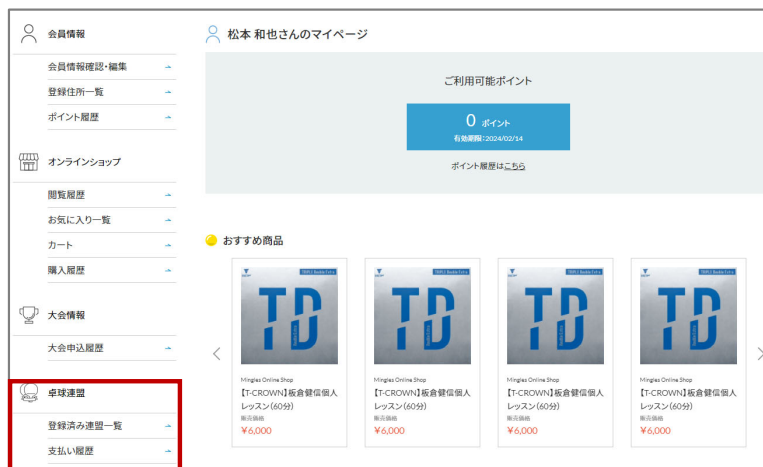 会員情報
会員情報確認・編集
登録住所一覧
ポイント履歴
オンラインショップ
閲覧履歴
お気に入り一覧
カート
購入履歴
大会情報
大会申込履歴
卓球連盟
登録済み連盟一覧
支払い履歴
松本 和也さんのマイページ
ご利用可能ポイント
0 ポイント
有効期限：2024/02/14
ポイント履歴はこちら
おすすめ商品
TD
Mingles Online Shop
【T-CROWN】板倉健信個人
レッスン（60分）
販売価格
¥6,000
TD
Mingles Online Shop
【T-CROWN】板倉健信個人
レッスン（60分）
販売価格
¥6,000
TD
Mingles Online Shop
【T-CROWN】板倉健信個人
レッスン（60分）
販売価格
¥6,000
TD
Mingles Online Shop
【T-CROWN】板倉健信個人
レッスン（60分）
販売価格
¥6,000